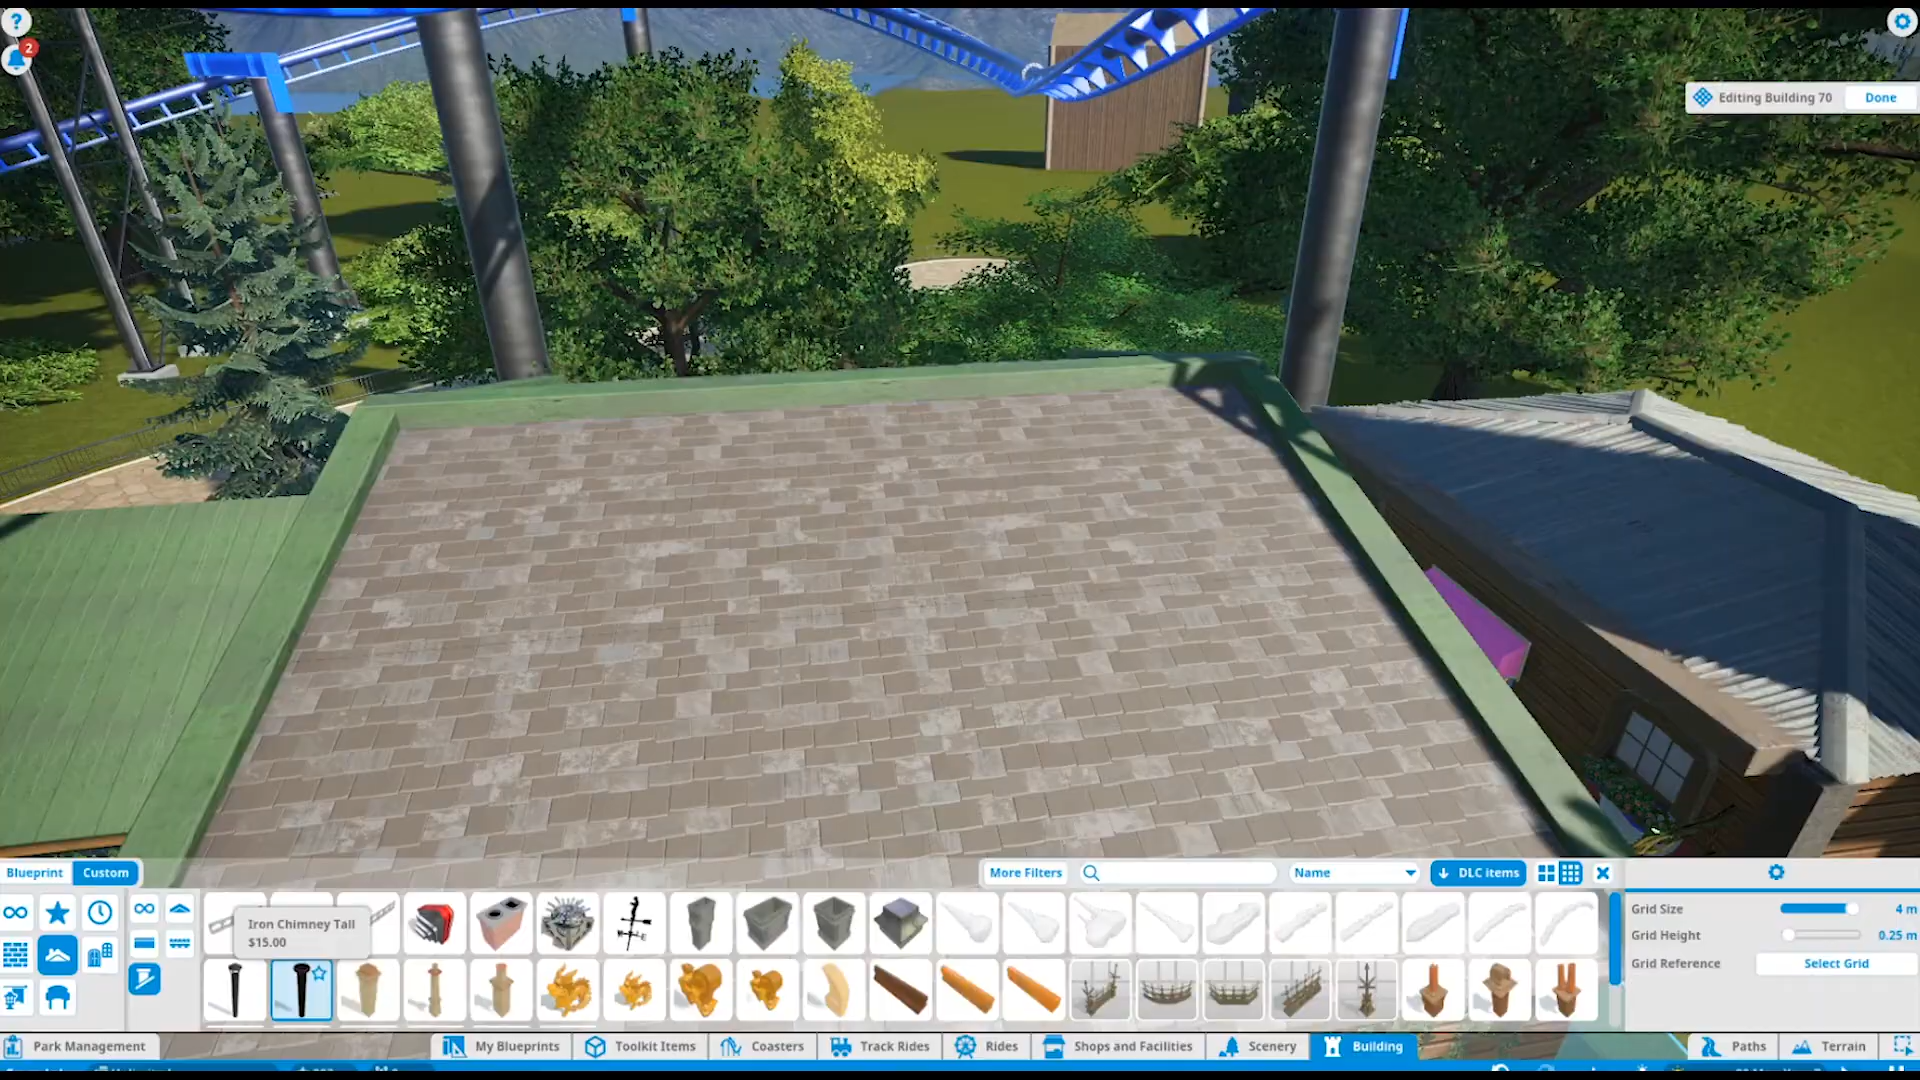 ?
2
Editing Building 70
Done
Blueprint
Custom
More Filters
Name
DLC items
Iron Chimney Tall
$15.00
Grid Size
4 m
Grid Height
0.25 m
Grid Reference
Select Grid
Park Management
My Blueprints
Toolkit Items
Coasters
Track Rides
Rides
Shops and Facilities
Scenery
Building
Paths
Terrain